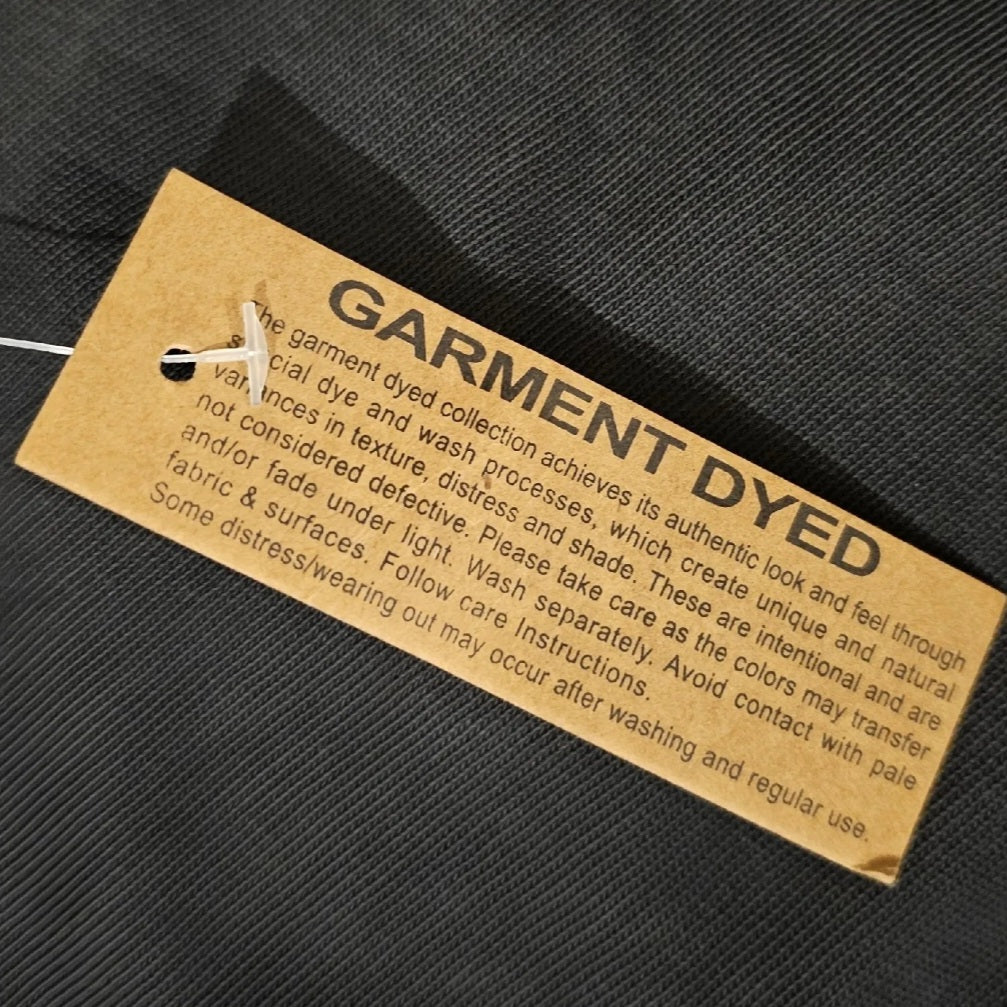 GARMENT DYED
The garment dyed collection achieves its authentic look and feel through
special dye and wash processes, which create unique and natural
variances in texture, distress and shade. These are intentional and are
not considered defective. Please take care as the colors may transfer
and/or fade under light. Wash separately. Avoid contact with pale
fabric & surfaces. Follow care Instructions.
Some distress/wearing out may occur after washing and regular use.